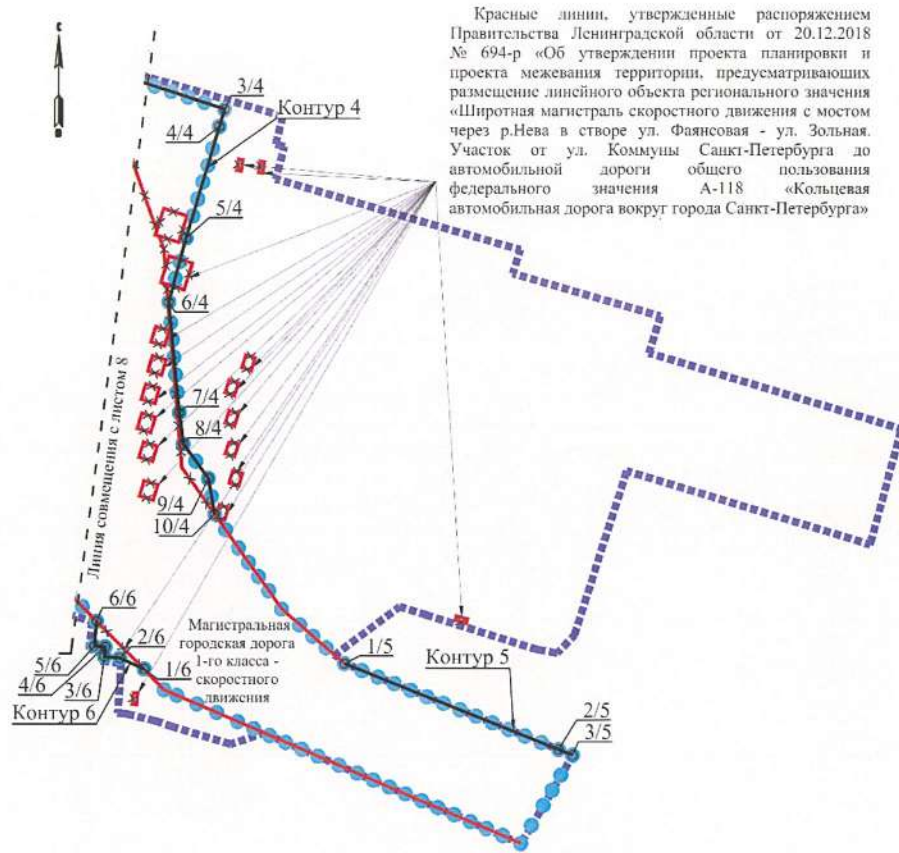 Красные линии, утвержденные распоряжением
Правительства Ленинградской области от 20.12.2018
№ 694-р «Об утверждении проекта планировки и
проекта межевания территории, предусматривающих
размещение линейного объекта регионального значения
«Широтная магистраль скоростного движения с мостом
через р.Нева в створе ул. Фаянсовая - ул. Зольная.
Участок от ул. Коммуны Санкт-Петербурга до
автомобильной дороги общего пользования
федерального значения А-118 «Кольцевая
автомобильная дорога вокруг города Санкт-Петербурга»
с
3/4
Контур 4
4/4
5/4
6/4
7/4
8/4
9/4
10/4
Линия совмещения с листом 8
6/6
Магистральная
городская дорога
1-го класса -
скоростного
движения
2/6
1/6
5/6
4/6
3/6
Контур 6
1/5
Контур 5
2/5
3/5